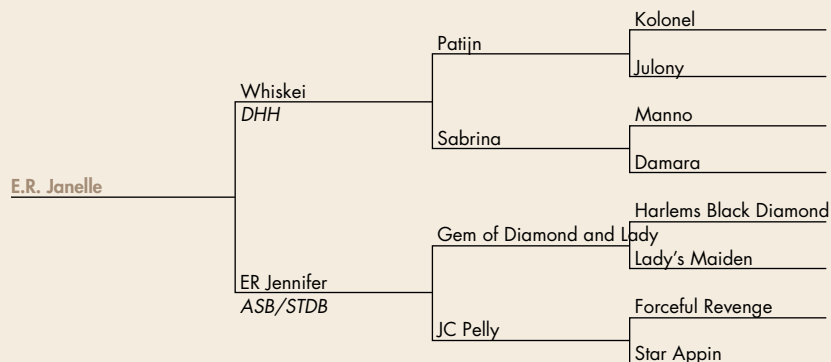 Kolonel
Patijn
Julony
Whiskei
DHH
Manno
Sabrina
Damara
E.R. Janelle
Harlems Black Diamond
Gem of Diamond and Lady
Lady's Maiden
ER Jennifer
ASB/STDB
Forceful Revenge
JC Pelly
Star Appin